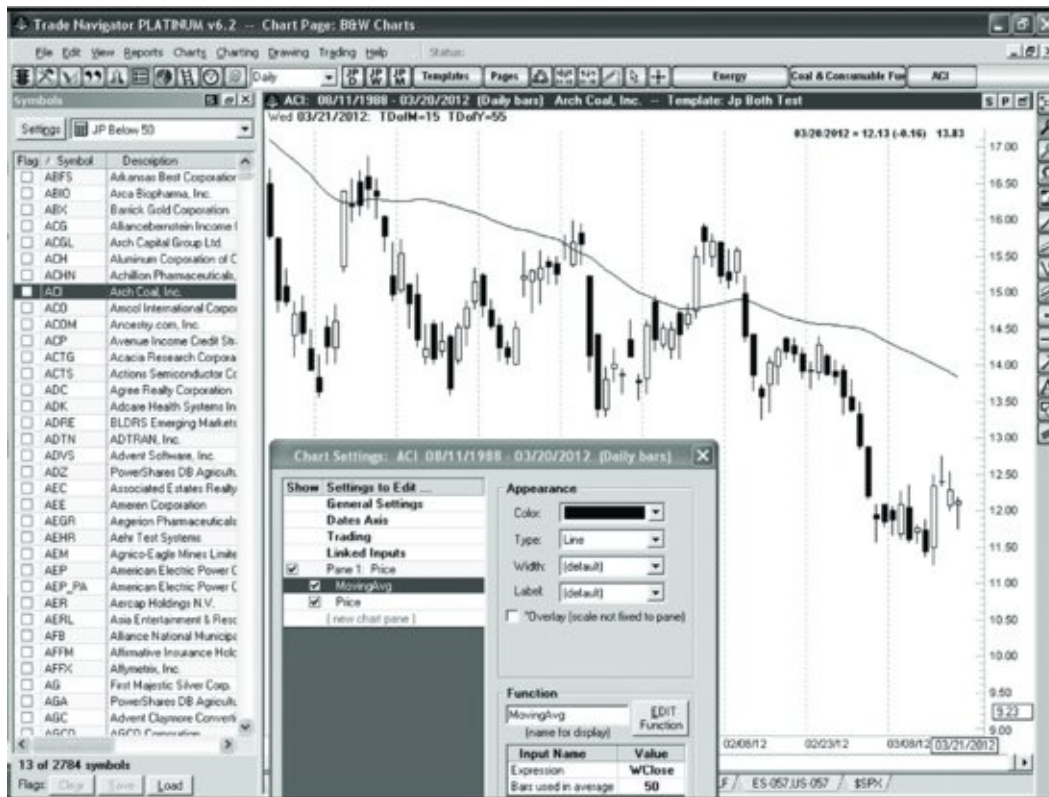 Trade Navigator PLATINUM v6.2 -- Chart Page: B&W Charts
File Edit View Reports Charts Charting Drawing Trading Help Status:
Daily Templates Pages Energy Coal & Consumable Fue ACI
Symbols
Settings JP Below 50
Flag / Symbol Description
ABFS Arkansas Best Corporation
ABIO Arca Biopharma, Inc.
ABX Barrick Gold Corporation
ACG Alliancebernstein Income
ACGL Arch Capital Group Ltd.
ACH Aluminum Corporation of C
ACHN Achillion Pharmaceuticals,
ACI Arch Coal, Inc.
ACO Amcol International Corpo
ACOM Ancestry.com, Inc.
ACP Avenue Income Credit Str
ACTG Acacia Research Corpora
ACTS Actions Semiconductor Co
ADC Agree Realty Corporation
ADK Adcare Health Systems In
ADRE BLDRS Emerging Markets
ADTN ADTRAN, Inc.
ADVS Advent Software, Inc.
ADZ PowerShares DB Agricultu
AEC Associated Estates Realty
AEE Ameren Corporation
AEGR Aegerion Pharmaceuticals
AEHR Aehr Test Systems
AEM Agnico-Eagle Mines Limite
AEP American Electric Power C
AEP_PA American Electric Power C
AER Aercap Holdings N.V.
AERL Asia Entertainment & Resc
AFB Alliance National Municipa
AFFM Affirmative Insurance Holc
AFFX Affymetrix, Inc.
AG First Majestic Silver Corp.
AGA PowerShares DB Agricultu
AGC Advent Claymore Converti
AGCO AGCO Corporation
13 of 2784 symbols
Flags: Clear Save Load
ACI: 08/11/1988 - 03/20/2012 (Daily bars) Arch Coal, Inc. -- Template: Jp Both Test
S P
Wed 03/21/2012: TDofM=15 TDofY=55
03/20/2012 = 12.13 (-0.16) 13.83
17.00
16.50
16.00
15.50
15.00
14.50
14.00
13.50
13.00
12.50
12.00
11.50
11.00
10.50
10.00
9.50
9.23
9.00
02/08/12 02/23/12 03/08/12 03/21/2012
ES-057,US-057 / $SPX
Chart Settings: ACI 08/11/1988 - 03/20/2012 (Daily bars)
Show Settings to Edit ...
General Settings
Dates Axis
Trading
Linked Inputs
Pane 1: Price
MovingAvg
Price
( new chart pane )
Appearance
Color:
Type: Line
Width: (default)
Label: (default)
"Overlay (scale not fixed to pane)
Function
MovingAvg
(name for display)
EDIT Function
Input Name Value
Expression WClose
Bars used in average 50